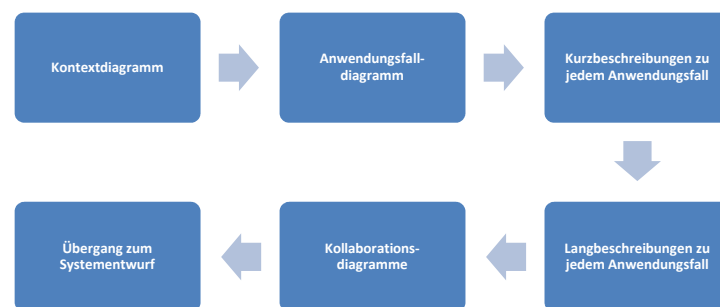 Kontextdiagramm
Anwendungsfall-
diagramm
Kurzbeschreibungen zu
jedem Anwendungsfall
Langbeschreibungen zu
jedem Anwendungsfall
Kollaborations-
diagramme
Übergang zum
Systementwurf